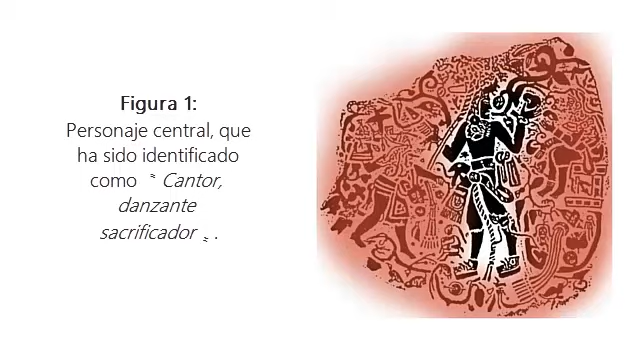 Figura 1:
Personaje central, que
ha sido identificado
como “ Cantor,
danzante
sacrificador „ .